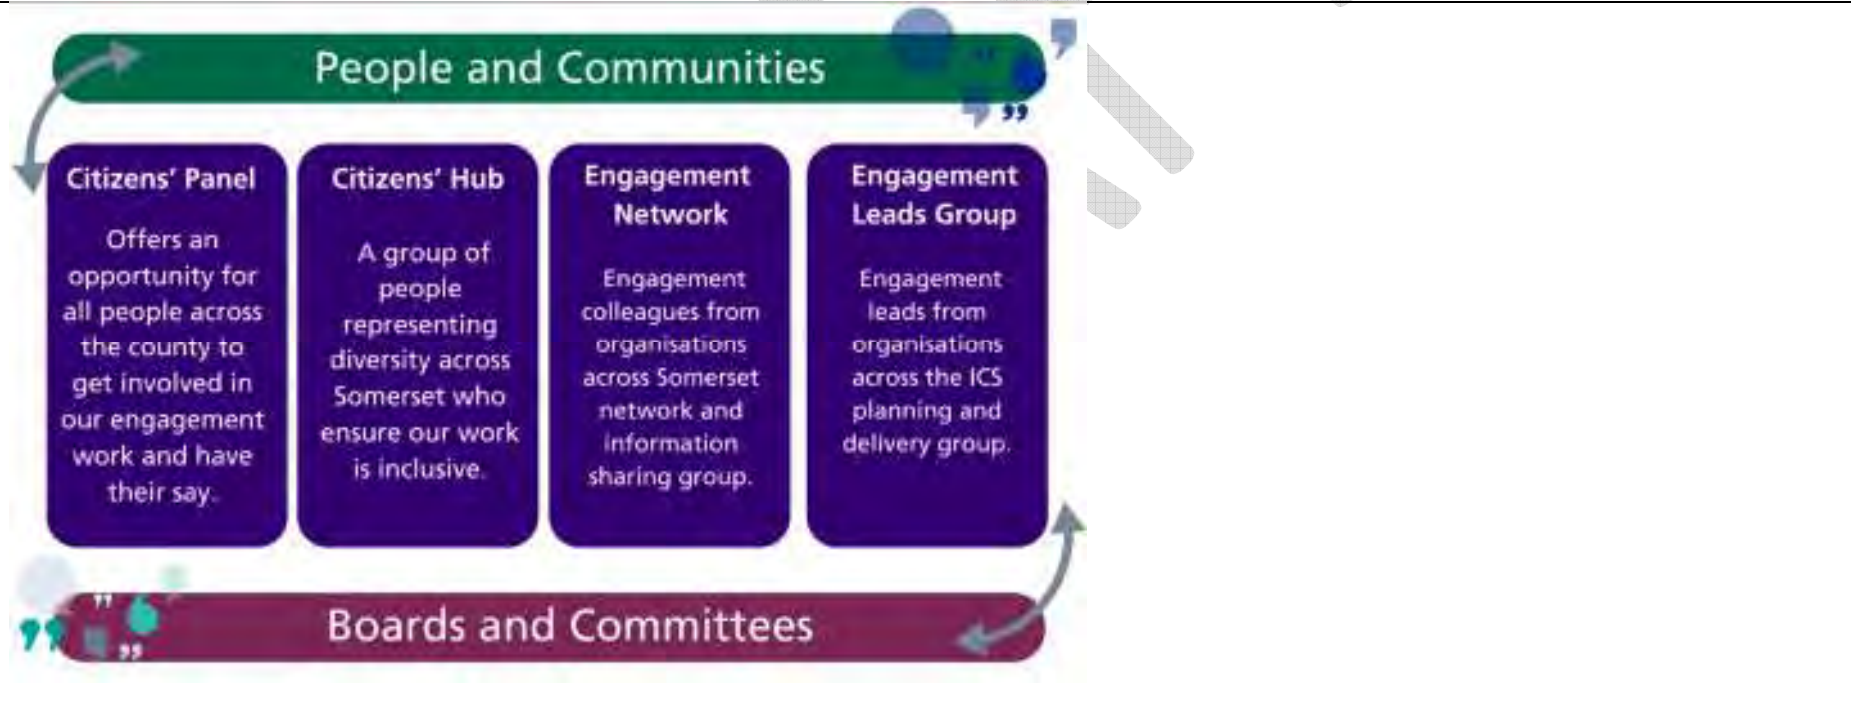 People and Communities
Citizens’ Panel
Offers an
opportunity for
all people across
the county to
get involved in
our engagement
work and have
their say.
Citizens’ Hub
A group of
people
representing
diversity across
Somerset who
ensure our work
is inclusive.
Engagement
Network
Engagement
colleagues from
organisations
across Somerset
network and
information
sharing group.
Engagement
Leads Group
Engagement
leads from
organisations
across the ICS
planning and
delivery group.
Boards and Committees